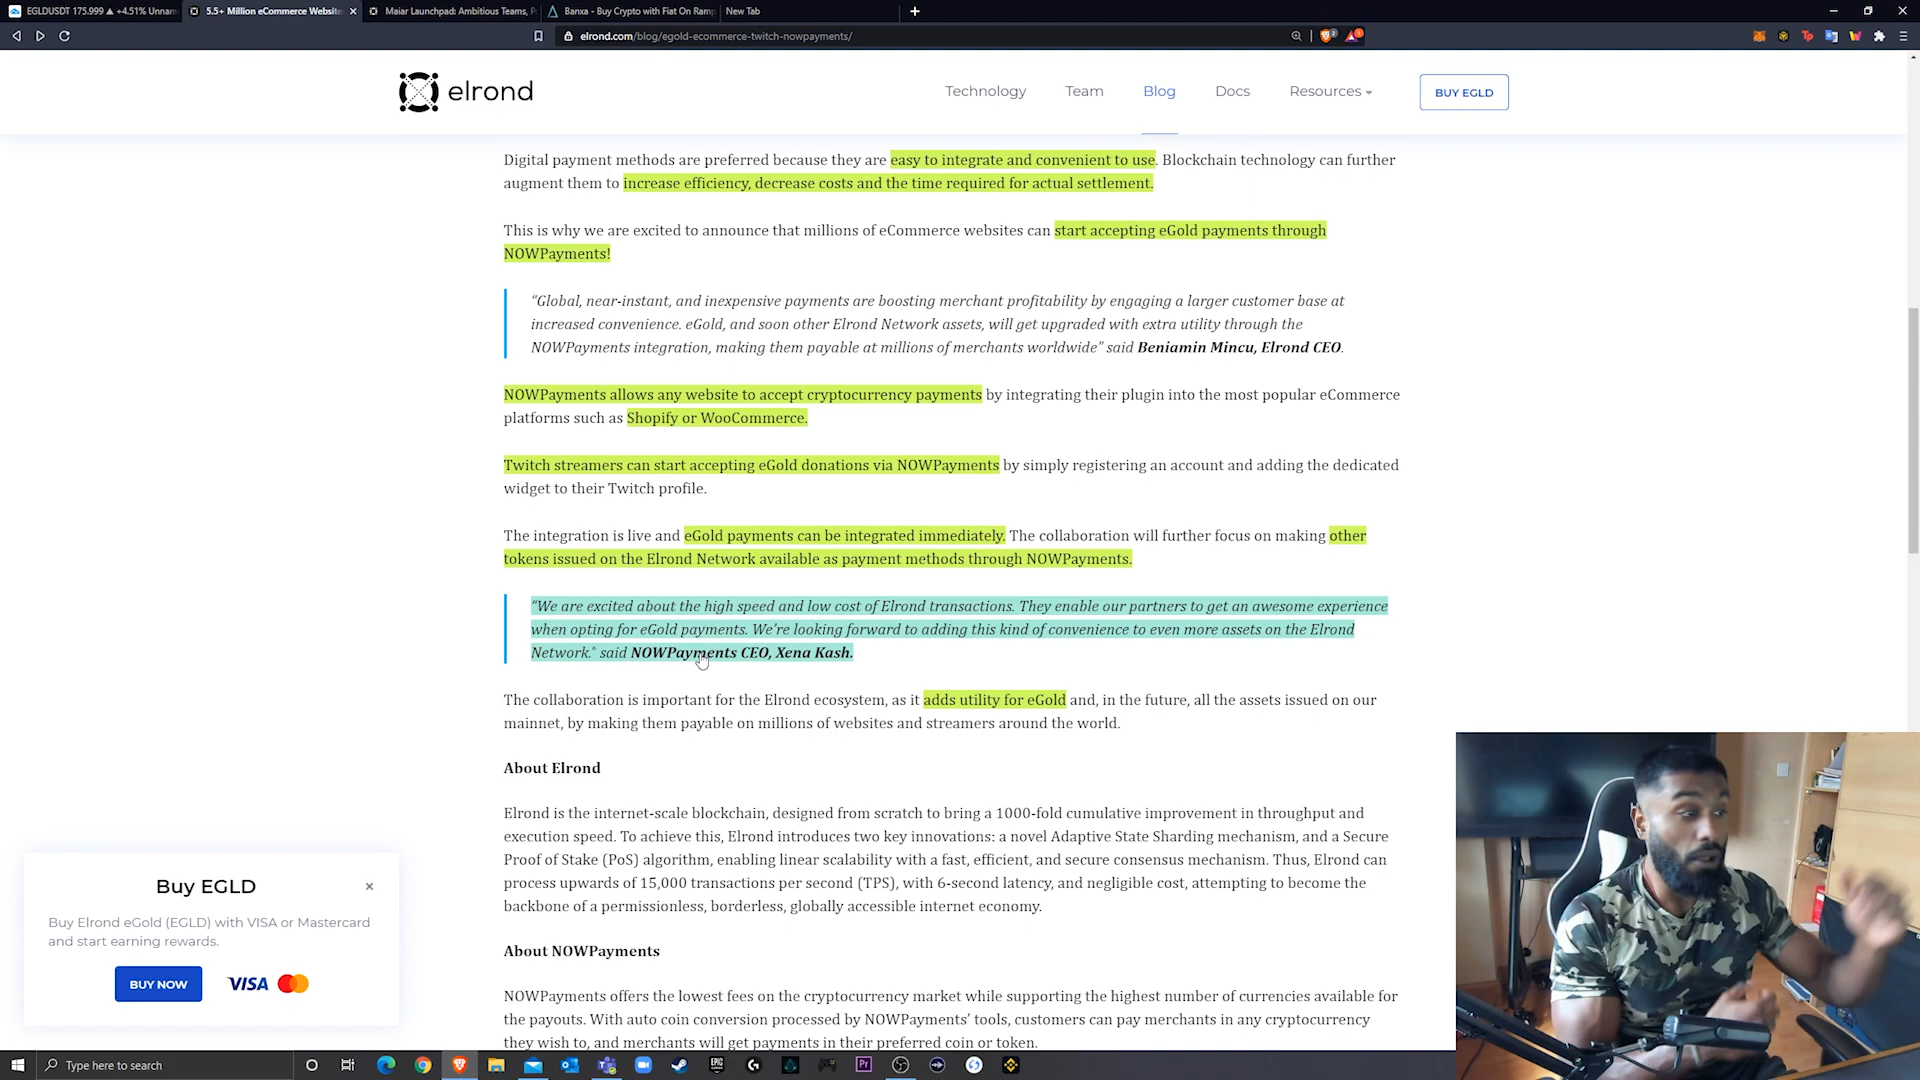 EGLDUSDT 175.999 ▲ +4.51% Unnam
5.5+ Million eCommerce Website
Maiar Launchpad: Ambitious Teams, P
Banxa - Buy Crypto with Fiat On Ramp
New Tab
elrond.com/blog/egold-ecommerce-twitch-nowpayments/
elrond
Technology
Team
Blog
Docs
Resources
BUY EGLD
Digital payment methods are preferred because they are easy to integrate and convenient to use. Blockchain technology can further
augment them to increase efficiency, decrease costs and the time required for actual settlement.
This is why we are excited to announce that millions of eCommerce websites can start accepting eGold payments through
NOWPayments!
“Global, near-instant, and inexpensive payments are boosting merchant profitability by engaging a larger customer base at
increased convenience. eGold, and soon other Elrond Network assets, will get upgraded with extra utility through the
NOWPayments integration, making them payable at millions of merchants worldwide” said Beniamin Mincu, Elrond CEO.
NOWPayments allows any website to accept cryptocurrency payments by integrating their plugin into the most popular eCommerce
platforms such as Shopify or WooCommerce.
Twitch streamers can start accepting eGold donations via NOWPayments by simply registering an account and adding the dedicated
widget to their Twitch profile.
The integration is live and eGold payments can be integrated immediately. The collaboration will further focus on making other
tokens issued on the Elrond Network available as payment methods through NOWPayments.
“We are excited about the high speed and low cost of Elrond transactions. They enable our partners to get an awesome experience
when opting for eGold payments. We’re looking forward to adding this kind of convenience to even more assets on the Elrond
Network.” said NOWPayments CEO, Xena Kash.
The collaboration is important for the Elrond ecosystem, as it adds utility for eGold and, in the future, all the assets issued on our
mainnet, by making them payable on millions of websites and streamers around the world.
About Elrond
Elrond is the internet-scale blockchain, designed from scratch to bring a 1000-fold cumulative improvement in throughput and
execution speed. To achieve this, Elrond introduces two key innovations: a novel Adaptive State Sharding mechanism, and a Secure
Proof of Stake (PoS) algorithm, enabling linear scalability with a fast, efficient, and secure consensus mechanism. Thus, Elrond can
process upwards of 15,000 transactions per second (TPS), with 6-second latency, and negligible cost, attempting to become the
backbone of a permissionless, borderless, globally accessible internet economy.
About NOWPayments
NOWPayments offers the lowest fees on the cryptocurrency market while supporting the highest number of currencies available for
the payouts. With auto coin conversion processed by NOWPayments’ tools, customers can pay merchants in any cryptocurrency
they wish to, and merchants will get payments in their preferred coin or token.
Buy EGLD
Buy Elrond eGold (EGLD) with VISA or Mastercard
and start earning rewards.
BUY NOW
VISA
Type here to search